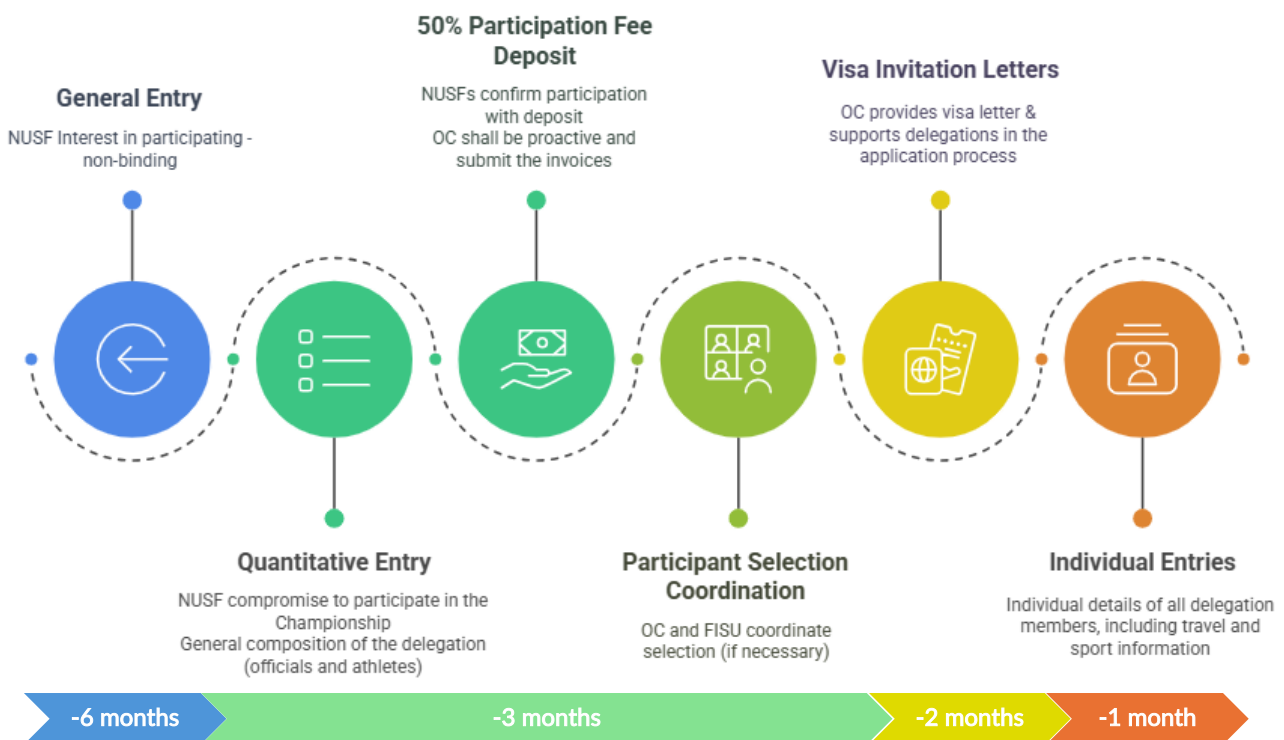 General Entry
NUSF Interest in participating -
non-binding
Quantitative Entry
NUSF compromise to participate in the
Championship
General composition of the delegation
(officials and athletes)
50% Participation Fee
Deposit
NUSFs confirm participation
with deposit
OC shall be proactive and
submit the invoices
Participant Selection
Coordination
OC and FISU coordinate
selection (if necessary)
Visa Invitation Letters
OC provides visa letter &
supports delegations in the
application process
Individual Entries
Individual details of all delegation
members, including travel and
sport information
-6 months
-3 months
-2 months
-1 month